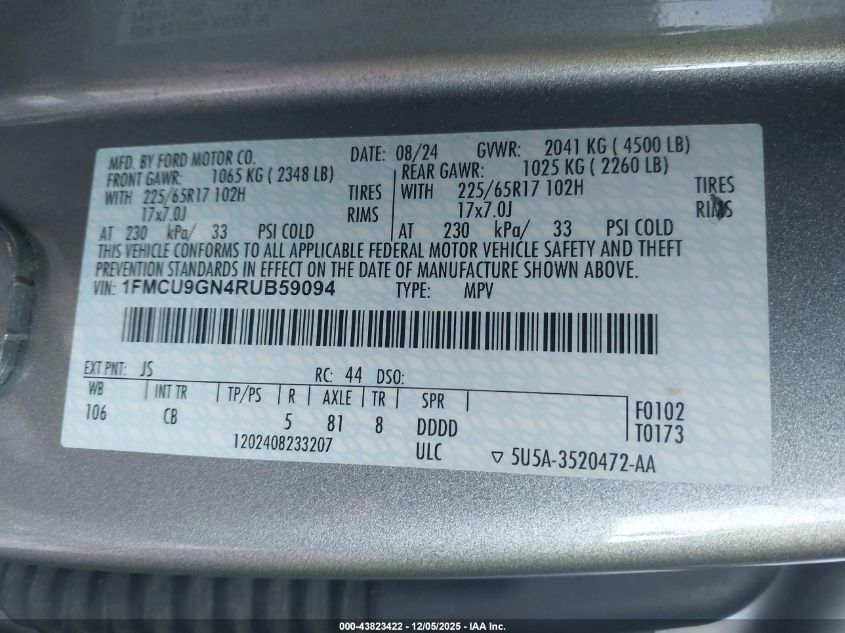 MFD. BY FORD MOTOR CO. DATE: 08/24 GVWR: 2041 KG ( 4500 LB)
FRONT GAWR: 1065 KG ( 2348 LB) REAR GAWR: 1025 KG ( 2260 LB)
WITH 225/65R17 102H TIRES WITH 225/65R17 102H TIRES
17x7.0J RIMS 17x7.0J RIMS
AT 230 kPa/ 33 PSI COLD AT 230 kPa/ 33 PSI COLD
THIS VEHICLE CONFORMS TO ALL APPLICABLE FEDERAL MOTOR VEHICLE SAFETY AND THEFT
PREVENTION STANDARDS IN EFFECT ON THE DATE OF MANUFACTURE SHOWN ABOVE.
VIN: 1FMCU9GN4RUB59094 TYPE: MPV
EXT PNT: JS RC: 44 DSO:
WB INT TR TP/PS R AXLE TR SPR F0102
106 CB 5 81 8 DDDD T0173
1202408233207 ULC ▽ 5U5A-3520472-AA
000-43823422 - 12/05/2025 - IAA Inc.